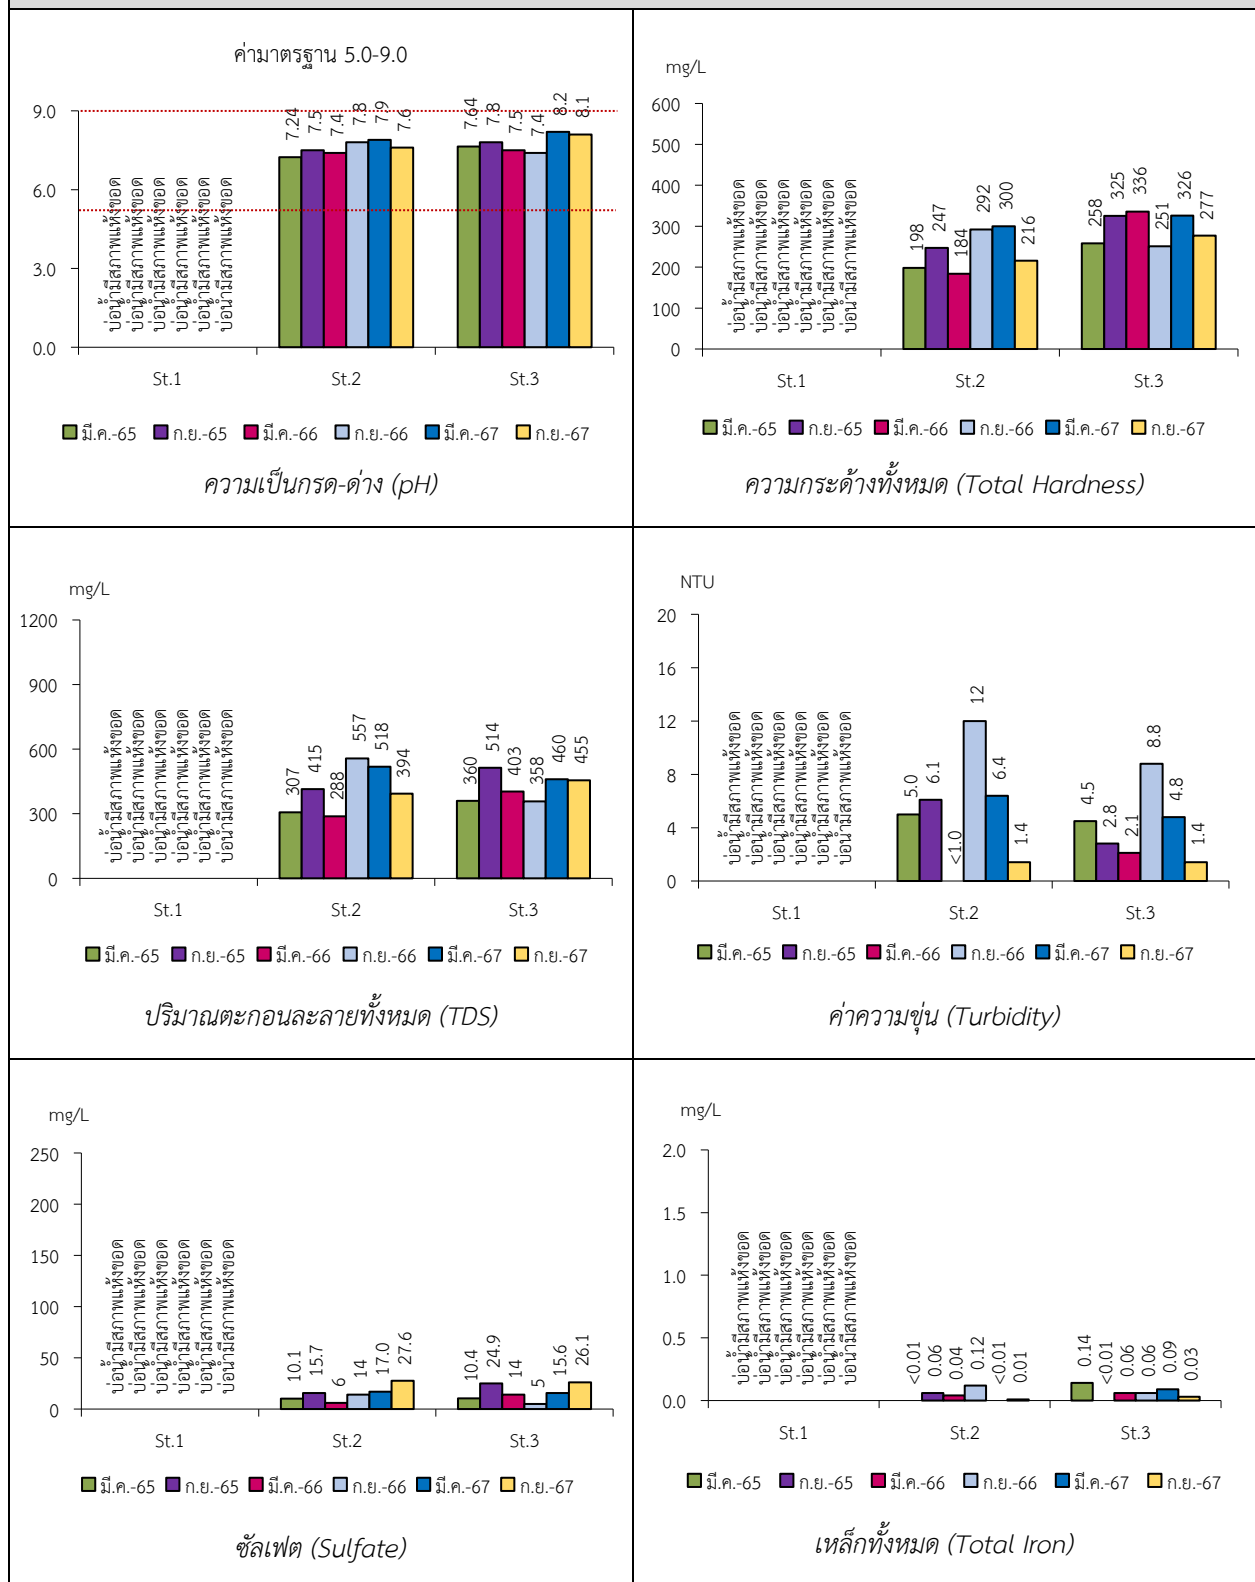 ค่ามาตรฐาน 5.0-9.0
9.0
6.0
3.0
0.0
บ่อน้ำมีสภาพแห้งขอด
บ่อน้ำมีสภาพแห้งขอด
บ่อน้ำมีสภาพแห้งขอด
บ่อน้ำมีสภาพแห้งขอด
บ่อน้ำมีสภาพแห้งขอด
บ่อน้ำมีสภาพแห้งขอด
7.24 7.5 7.4 7.8 7.9 7.6
7.64 7.8 7.5 7.4 8.2 8.1
St.1 St.2 St.3
มี.ค.-65 ก.ย.-65 มี.ค.-66 ก.ย.-66 มี.ค.-67 ก.ย.-67
ความเป็นกรด-ด่าง (pH)
mg/L
600
500
400
300
200
100
0
บ่อน้ำมีสภาพแห้งขอด
บ่อน้ำมีสภาพแห้งขอด
บ่อน้ำมีสภาพแห้งขอด
บ่อน้ำมีสภาพแห้งขอด
บ่อน้ำมีสภาพแห้งขอด
บ่อน้ำมีสภาพแห้งขอด
198 247 184 292 300 216
258 325 336 251 326 277
St.1 St.2 St.3
มี.ค.-65 ก.ย.-65 มี.ค.-66 ก.ย.-66 มี.ค.-67 ก.ย.-67
ความกระด้างทั้งหมด (Total Hardness)
mg/L
1200
900
600
300
0
บ่อน้ำมีสภาพแห้งขอด
บ่อน้ำมีสภาพแห้งขอด
บ่อน้ำมีสภาพแห้งขอด
บ่อน้ำมีสภาพแห้งขอด
บ่อน้ำมีสภาพแห้งขอด
บ่อน้ำมีสภาพแห้งขอด
307 415 288 557 518 394
360 514 403 358 460 455
St.1 St.2 St.3
มี.ค.-65 ก.ย.-65 มี.ค.-66 ก.ย.-66 มี.ค.-67 ก.ย.-67
ปริมาณตะกอนละลายทั้งหมด (TDS)
NTU
20
16
12
8
4
0
บ่อน้ำมีสภาพแห้งขอด
บ่อน้ำมีสภาพแห้งขอด
บ่อน้ำมีสภาพแห้งขอด
บ่อน้ำมีสภาพแห้งขอด
บ่อน้ำมีสภาพแห้งขอด
บ่อน้ำมีสภาพแห้งขอด
5.0 6.1 <1.0 12 6.4 1.4
4.5 2.8 2.1 8.8 4.8 1.4
St.1 St.2 St.3
มี.ค.-65 ก.ย.-65 มี.ค.-66 ก.ย.-66 มี.ค.-67 ก.ย.-67
ค่าความขุ่น (Turbidity)
mg/L
250
200
150
100
50
0
บ่อน้ำมีสภาพแห้งขอด
บ่อน้ำมีสภาพแห้งขอด
บ่อน้ำมีสภาพแห้งขอด
บ่อน้ำมีสภาพแห้งขอด
บ่อน้ำมีสภาพแห้งขอด
บ่อน้ำมีสภาพแห้งขอด
10.1 15.7 6 14 17.0 27.6
10.4 24.9 14 5 15.6 26.1
St.1 St.2 St.3
มี.ค.-65 ก.ย.-65 มี.ค.-66 ก.ย.-66 มี.ค.-67 ก.ย.-67
ซัลเฟต (Sulfate)
mg/L
2.0
1.5
1.0
0.5
0.0
บ่อน้ำมีสภาพแห้งขอด
บ่อน้ำมีสภาพแห้งขอด
บ่อน้ำมีสภาพแห้งขอด
บ่อน้ำมีสภาพแห้งขอด
บ่อน้ำมีสภาพแห้งขอด
บ่อน้ำมีสภาพแห้งขอด
<0.01 0.06 0.04 0.12 <0.01 0.01
0.14 <0.01 0.06 0.06 0.09 0.03
St.1 St.2 St.3
มี.ค.-65 ก.ย.-65 มี.ค.-66 ก.ย.-66 มี.ค.-67 ก.ย.-67
เหล็กทั้งหมด (Total Iron)